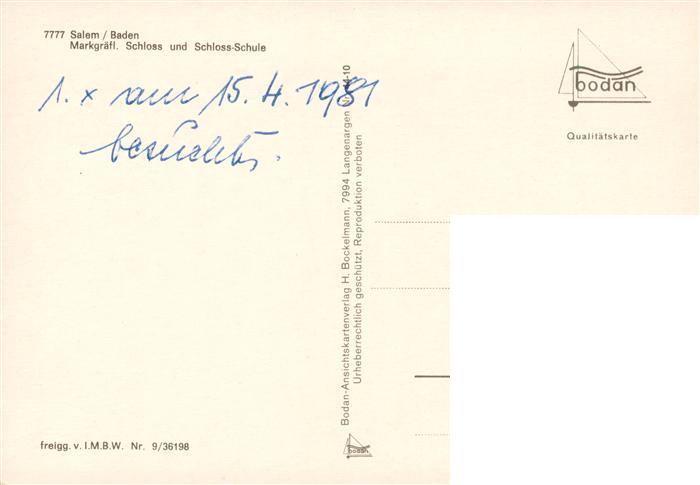 7777 Salem / Baden
Markgräfl. Schloss und Schloss-Schule
1. x am 15. 4. 1981
besucht.
bodan
Qualitätskarte
Bodan-Ansichtskartenverlag H. Bockelmann, 7994 Langenargen
Urheberrechtlich geschützt, Reproduktion verboten
bodan
freigg. v. I.M.B.W. Nr. 9/36198